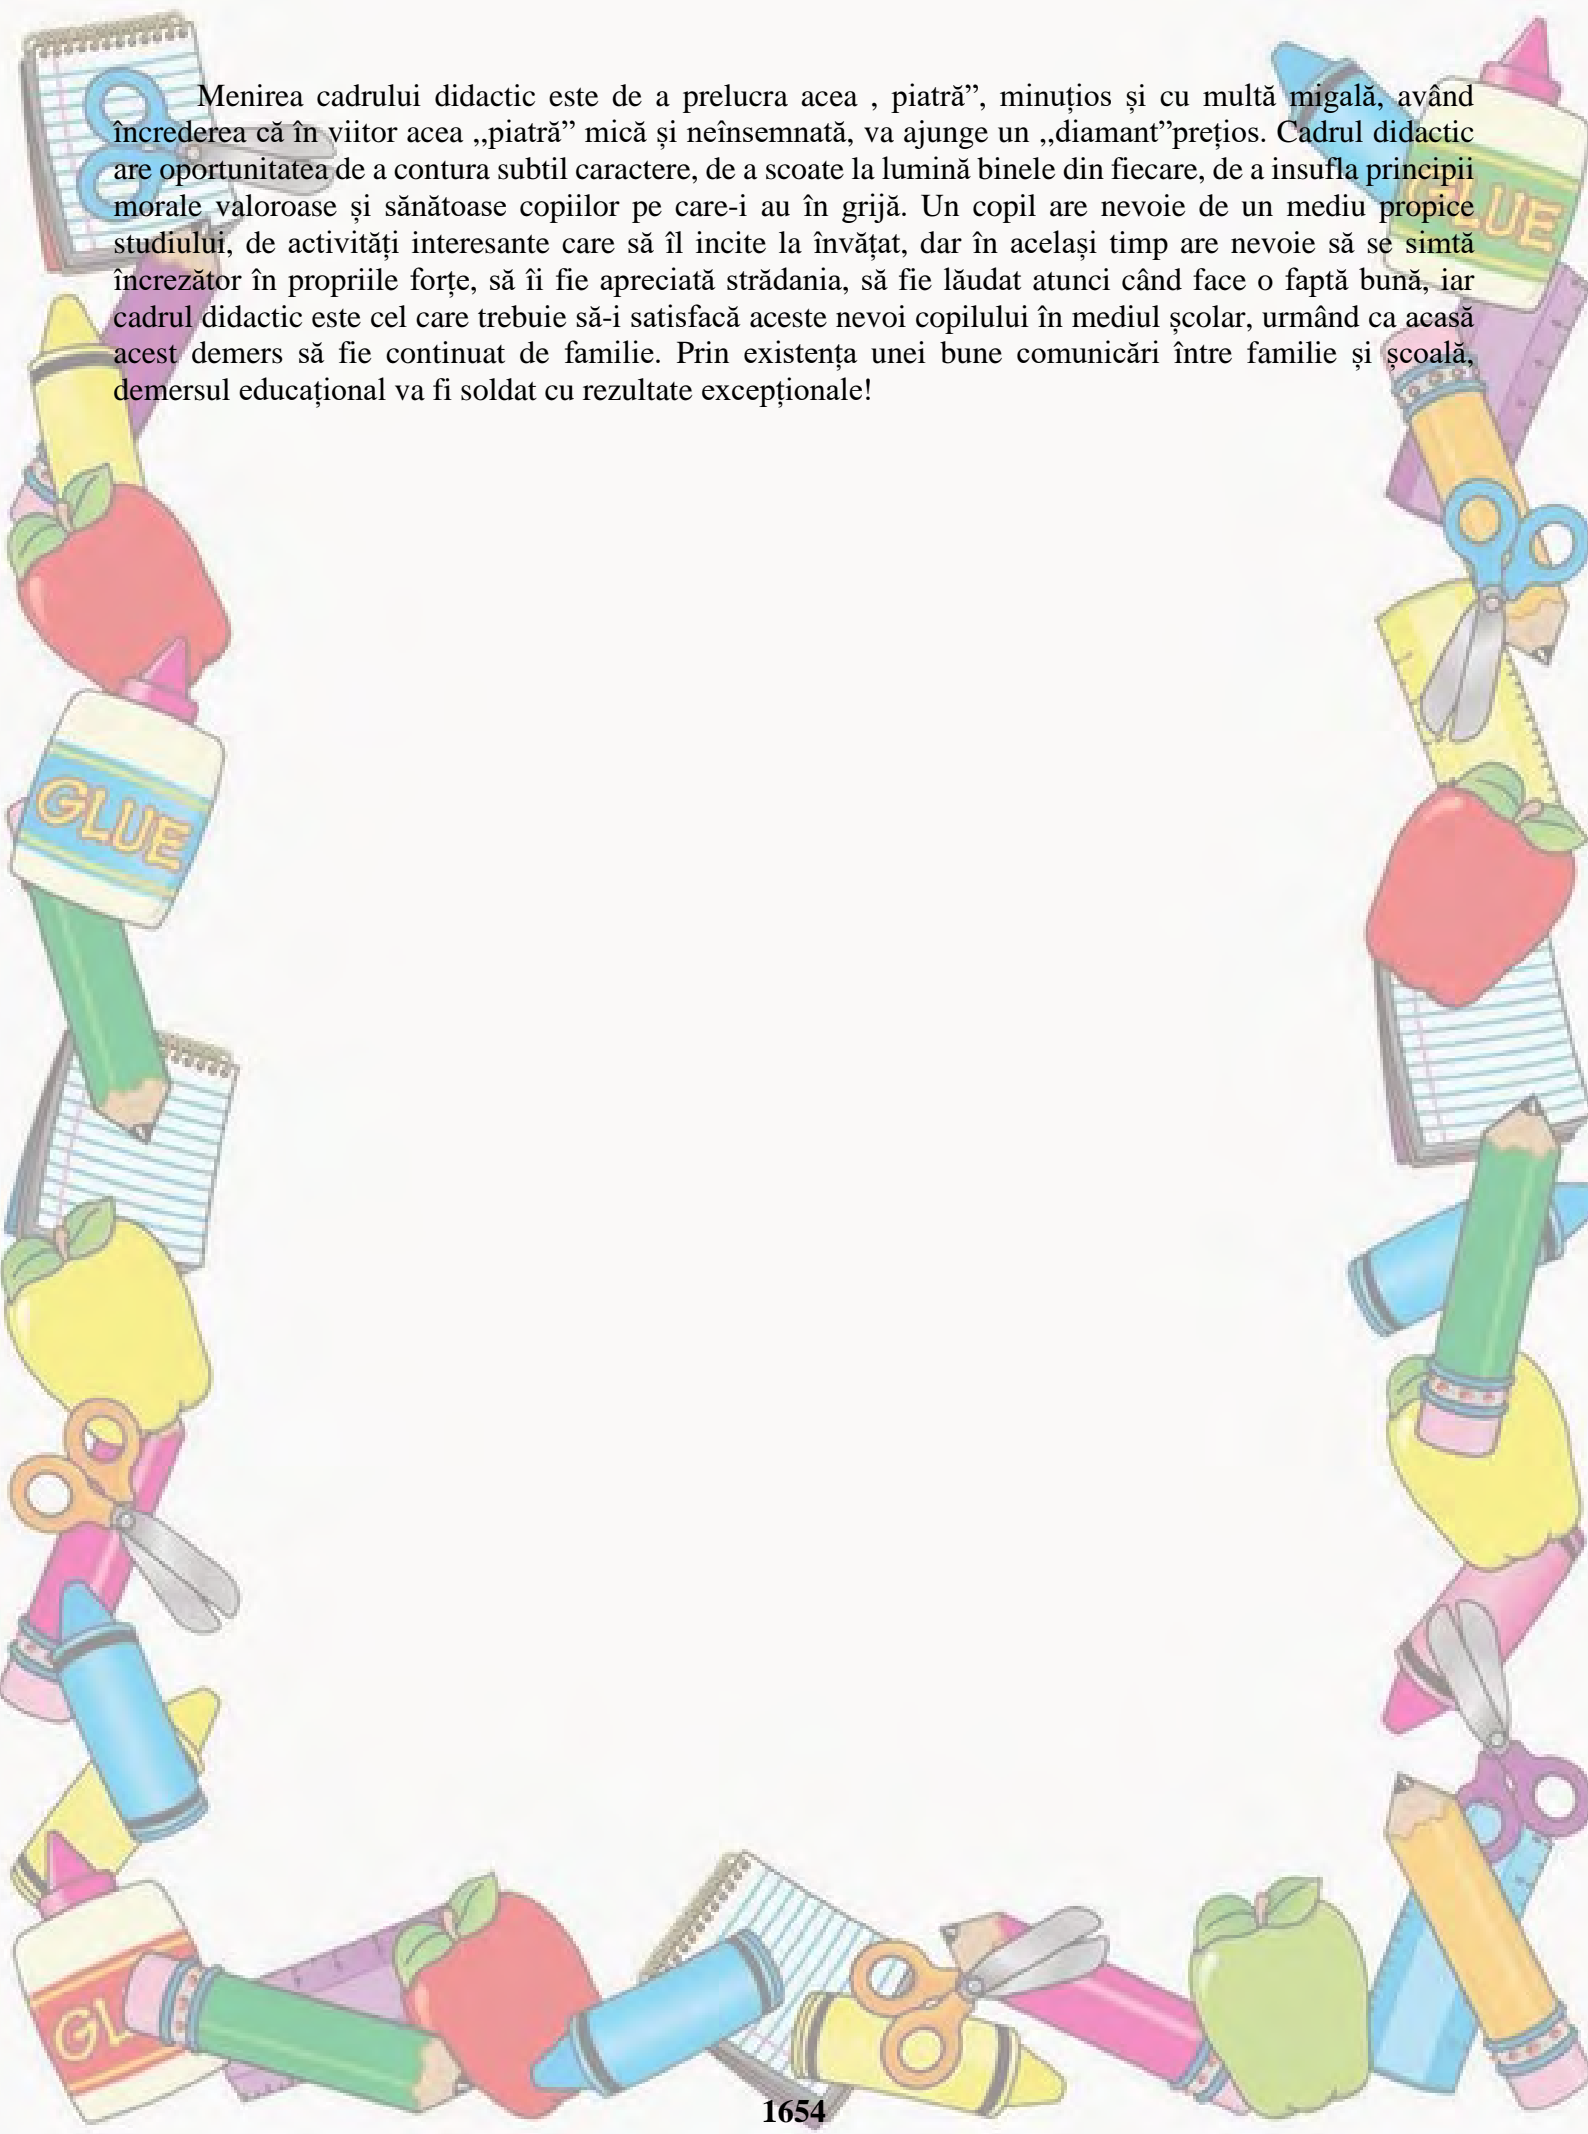 Menirea cadrului didactic este de a prelucra acea , piatră”, minuțios și cu multă migală, având
încrederea că în viitor acea ,,piatră” mică și neînsemnată, va ajunge un ,,diamant”prețios. Cadrul didactic
are oportunitatea de a contura subtil caractere, de a scoate la lumină binele din fiecare, de a insufla principii
morale valoroase și sănătoase copiilor pe care-i au în grijă. Un copil are nevoie de un mediu propice
studiului, de activități interesante care să îl incite la învățat, dar în același timp are nevoie să se simtă
încrezător în propriile forțe, să îi fie apreciată strădania, să fie lăudat atunci când face o faptă bună, iar
cadrul didactic este cel care trebuie să-i satisfacă aceste nevoi copilului în mediul școlar, urmând ca acasă
acest demers să fie continuat de familie. Prin existența unei bune comunicări între familie și școală,
demersul educațional va fi soldat cu rezultate excepționale!
GLUE
GLUE
GL
1654